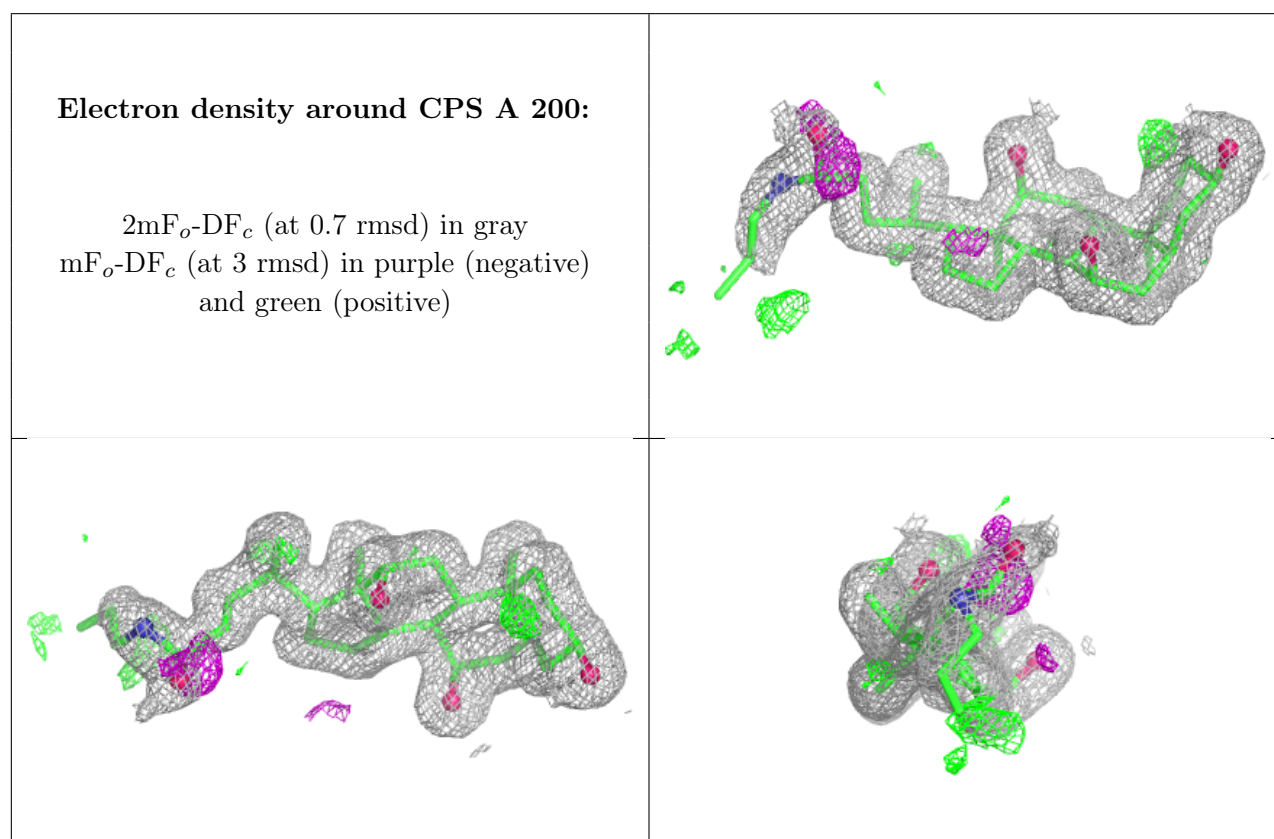 Electron density around CPS A 200:
2mFₒ-DF𝒸 (at 0.7 rmsd) in gray
mFₒ-DF𝒸 (at 3 rmsd) in purple (negative)
and green (positive)